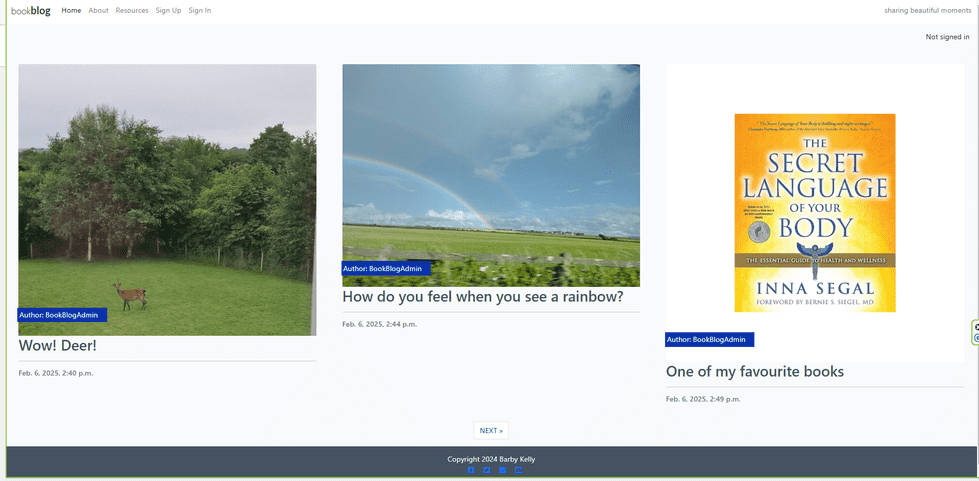 bookblog Home About Resources Sign Up Sign In sharing beautiful moments
Not signed in
Author: BookBlogAdmin
Wow! Deer!
Feb. 6, 2025, 2:40 p.m.
Author: BookBlogAdmin
How do you feel when you see a rainbow?
Feb. 6, 2025, 2:44 p.m.
THE
SECRET
LANGUAGE
OF YOUR
BODY
THE ESSENTIAL GUIDE TO HEALTH AND WELLNESS
INNA SEGAL
FOREWORD BY BERNIE S. SIEGEL, MD
Author: BookBlogAdmin
One of my favourite books
Feb. 6, 2025, 2:49 p.m.
NEXT »
Copyright 2024 Barby Kelly